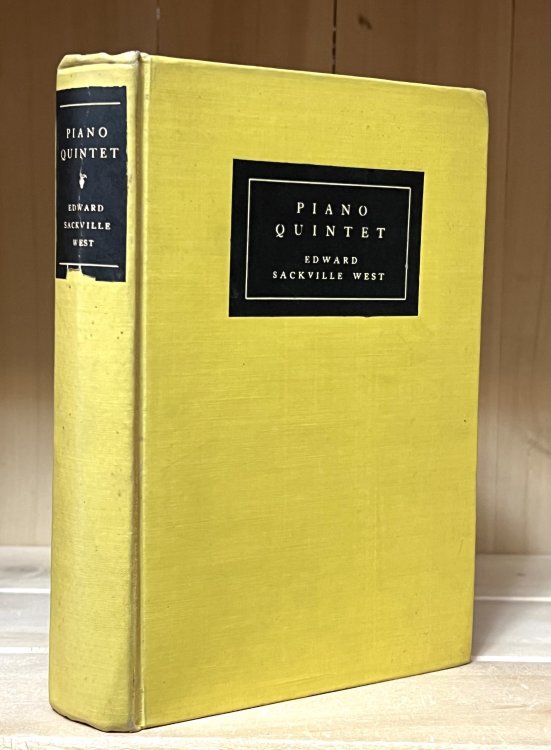 PIANO
QUINTET
EDWARD
SACKVILLE
WEST
PIANO
QUINTET
EDWARD
SACKVILLE WEST